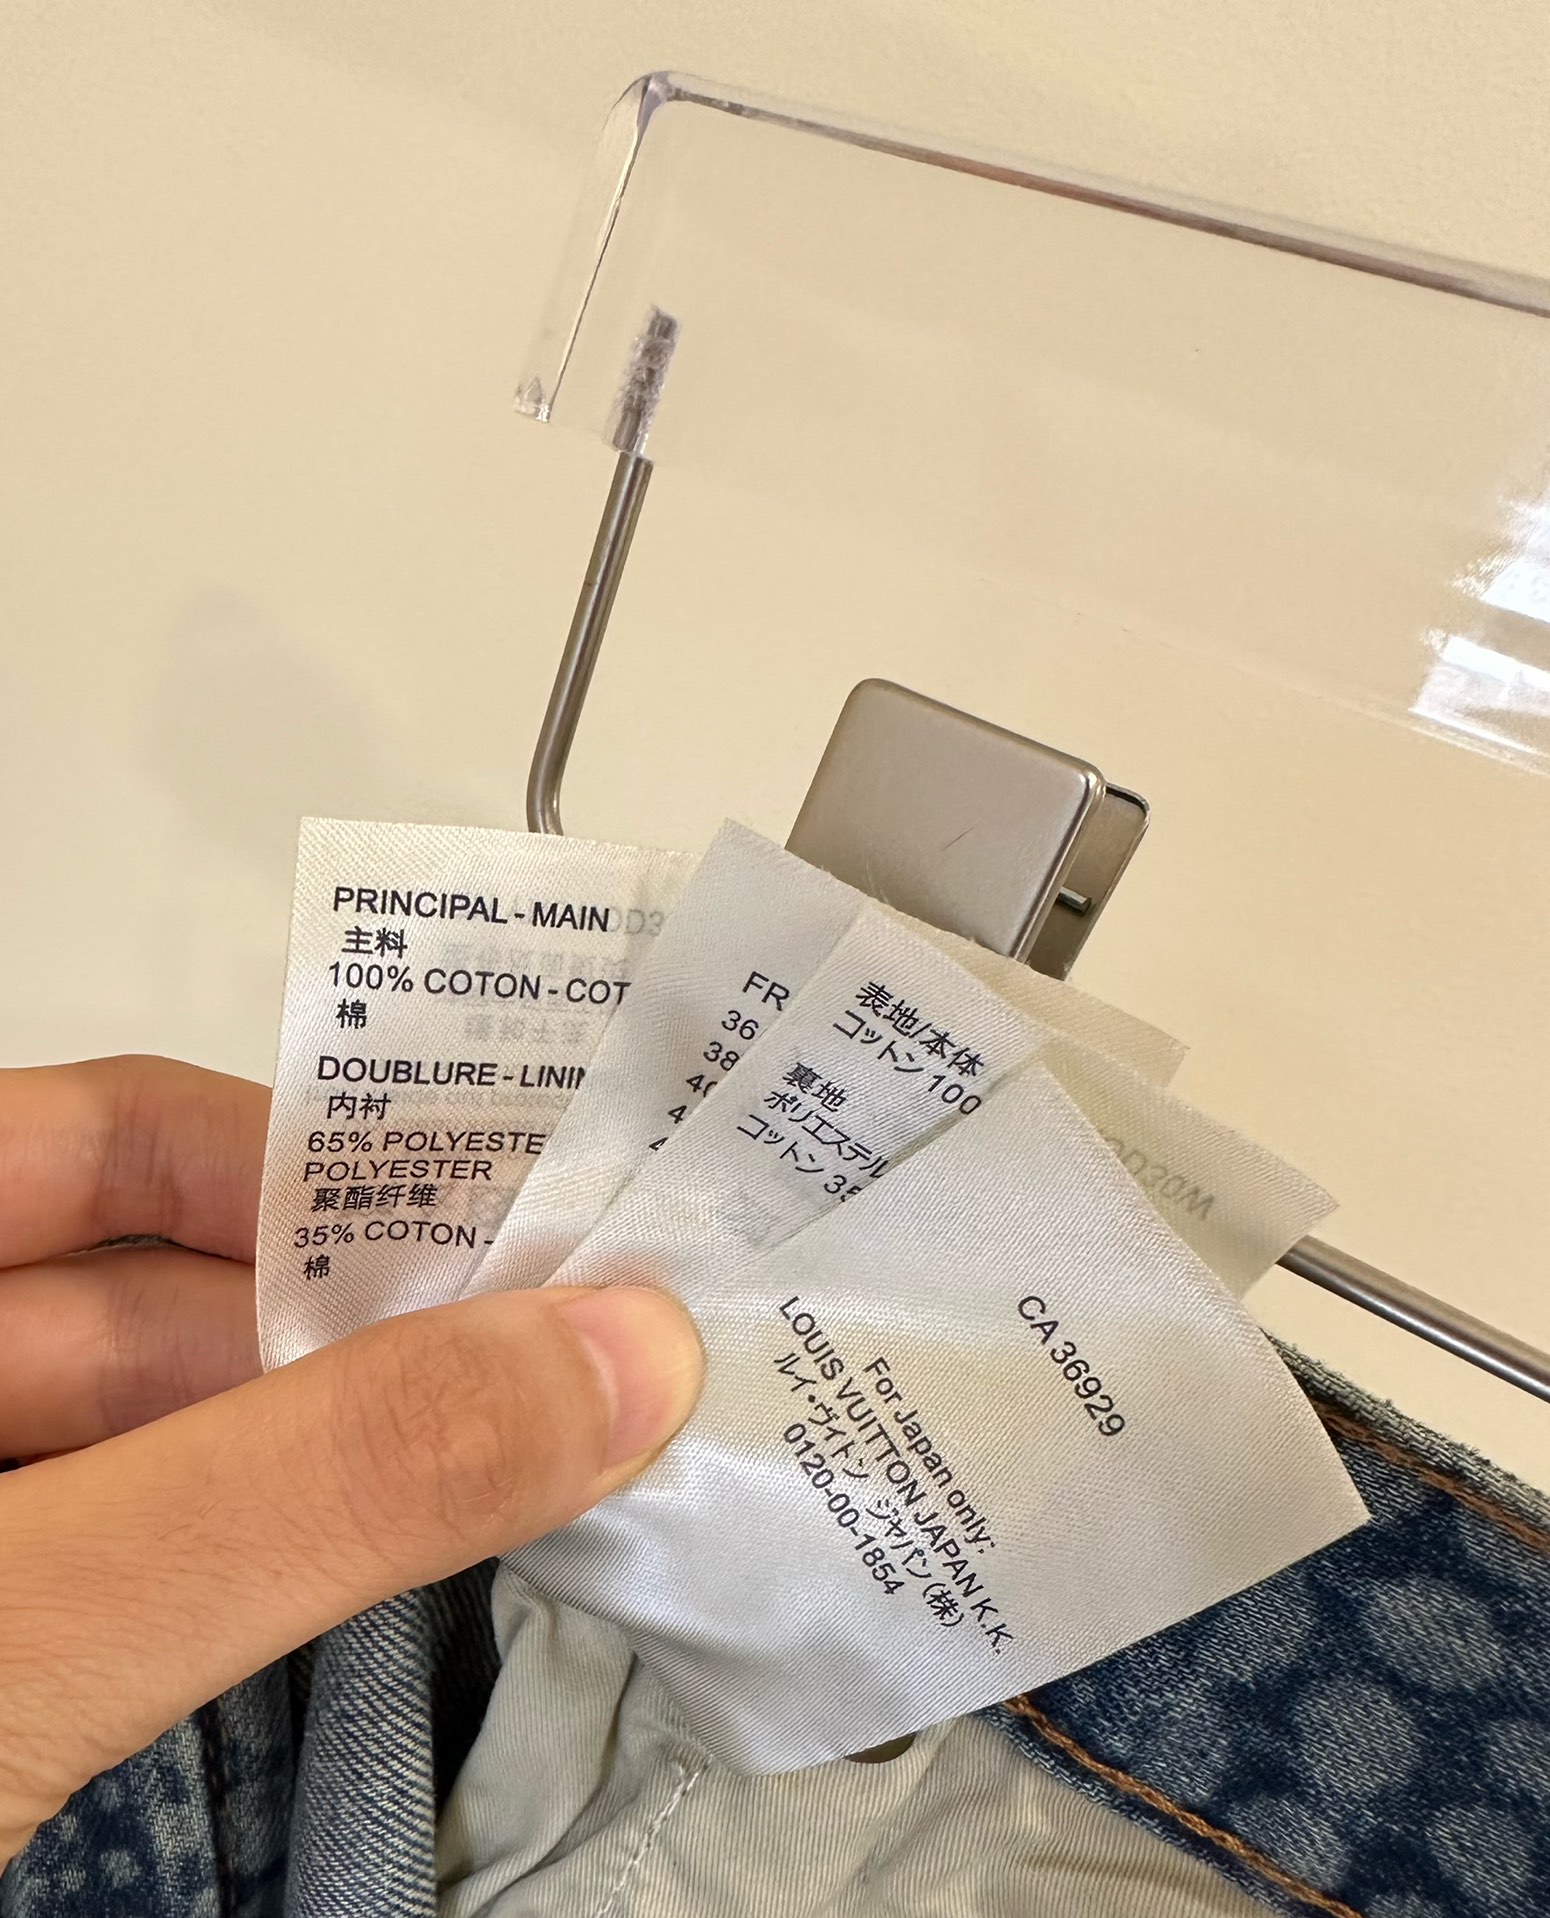 PRINCIPAL - MAIN
主料
100% COTON - COT
棉
DOUBLURE - LININ
内衬
65% POLYESTE
POLYESTER
聚酯纤维
35% COTON -
棉
FR
36
38
40
4
4
表地/本体
コットン 100
裏地
ポリエステル
コットン 35
CA 36929
For Japan only:
LOUIS VUITTON JAPAN K.K.
ルイ・ヴィトン ジャパン (株)
0120-00-1854